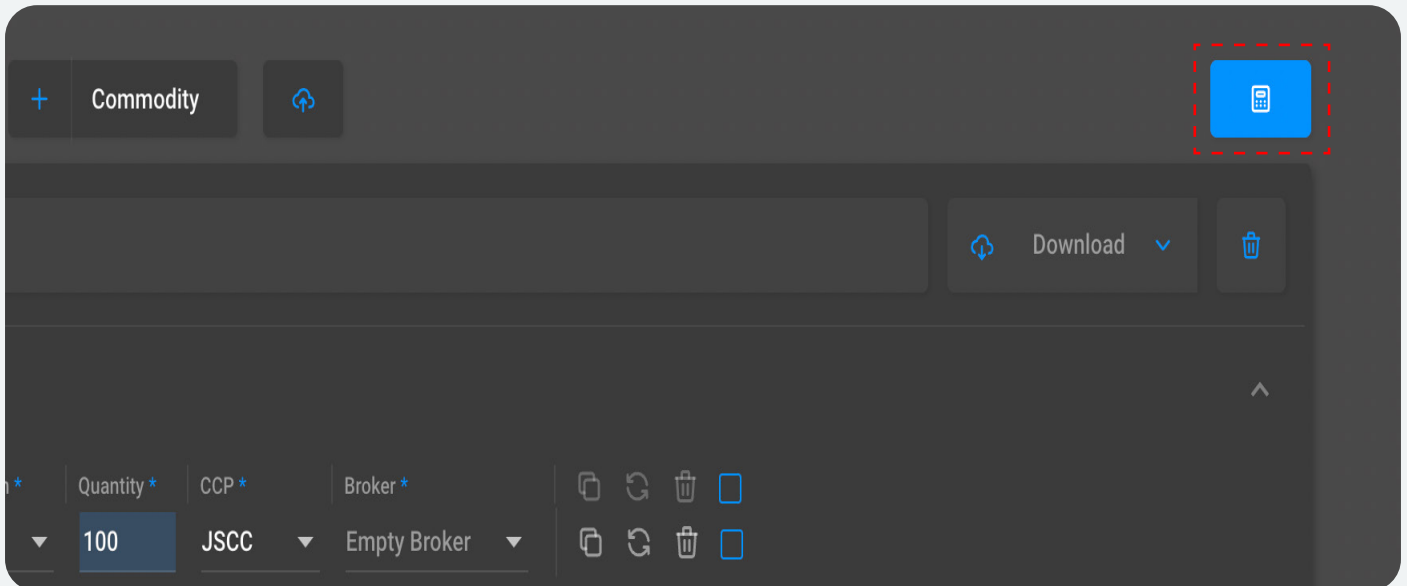 + Commodity
Download
Quantity * CCP * Broker *
100 JSCC Empty Broker